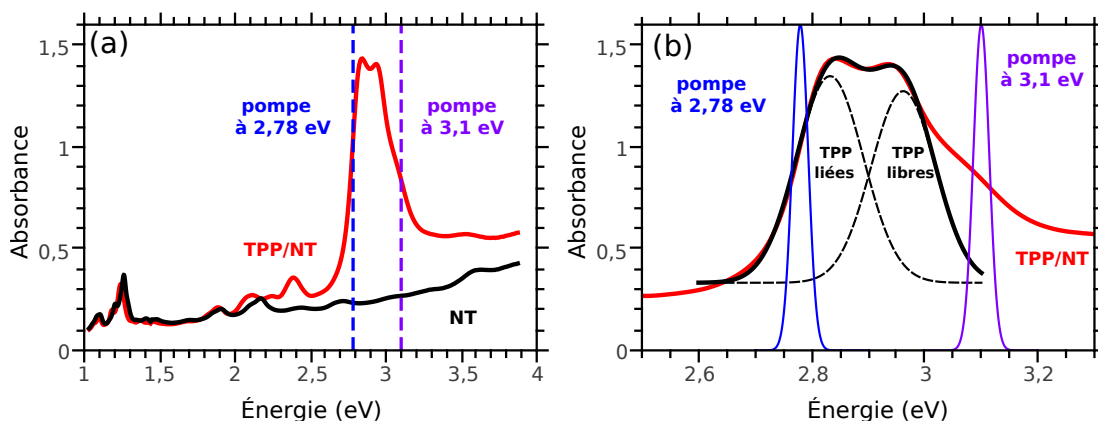 (a)
pompe
à 2,78 eV
pompe
à 3,1 eV
TPP/NT
NT
Absorbance
0
0,5
1
1,5
1
1,5
2
2,5
3
3,5
4
Énergie (eV)
(b)
pompe
à 2,78 eV
pompe
à 3,1 eV
TPP
liées
TPP
libres
TPP/NT
Absorbance
0
0,5
1
1,5
2,6
2,8
3
3,2
Énergie (eV)